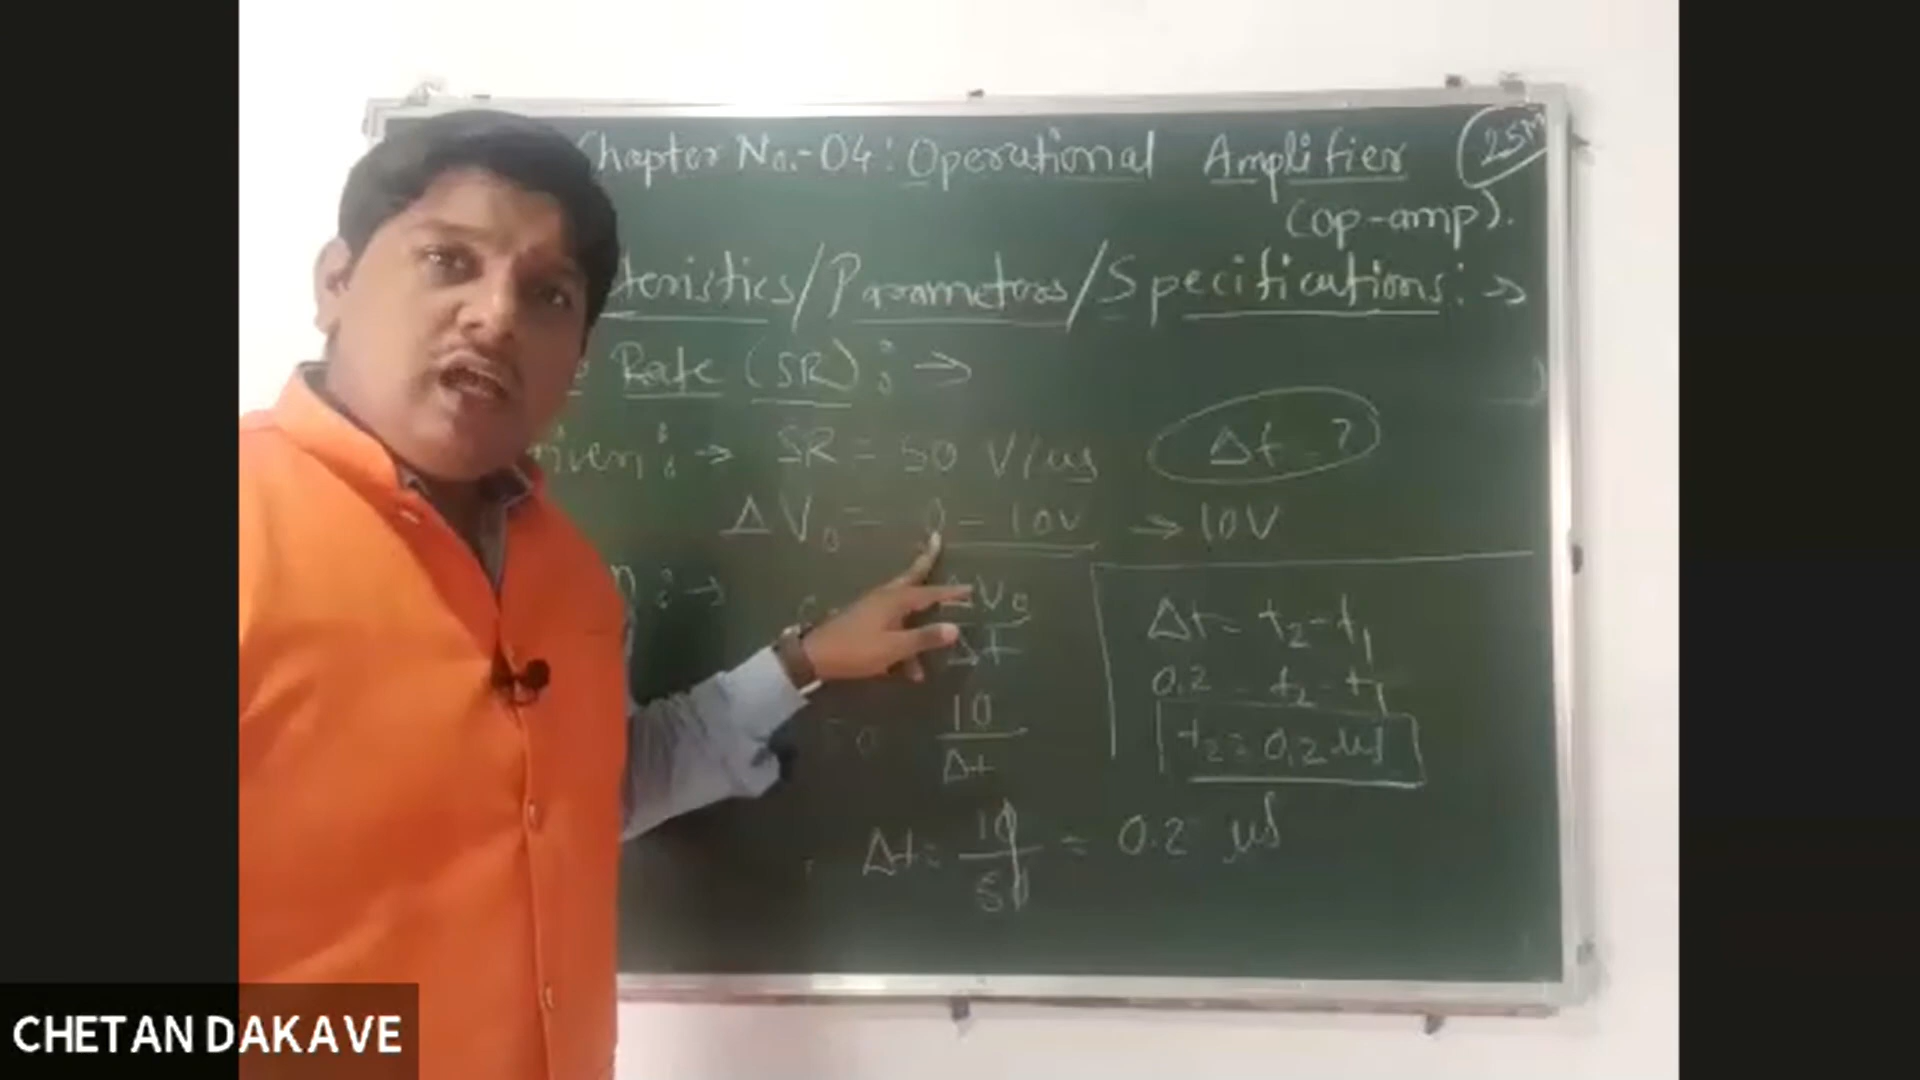 Chapter No.-04: Operational Amplifier
25M
(op-amp).
teristics/Parameters/Specifications:→
Rate (SR):→
iven:→ SR = 50 V/us
Δt = ?
ΔV₀ = 0 - 10V → 10V
ΔV₀
Δt
10
Δt
Δt = 10/50 = 0.2 μs
Δt = t₂-t₁
0.2 = t₂-t₁
t₂ = 0.2 μs
CHETAN DAKAVE